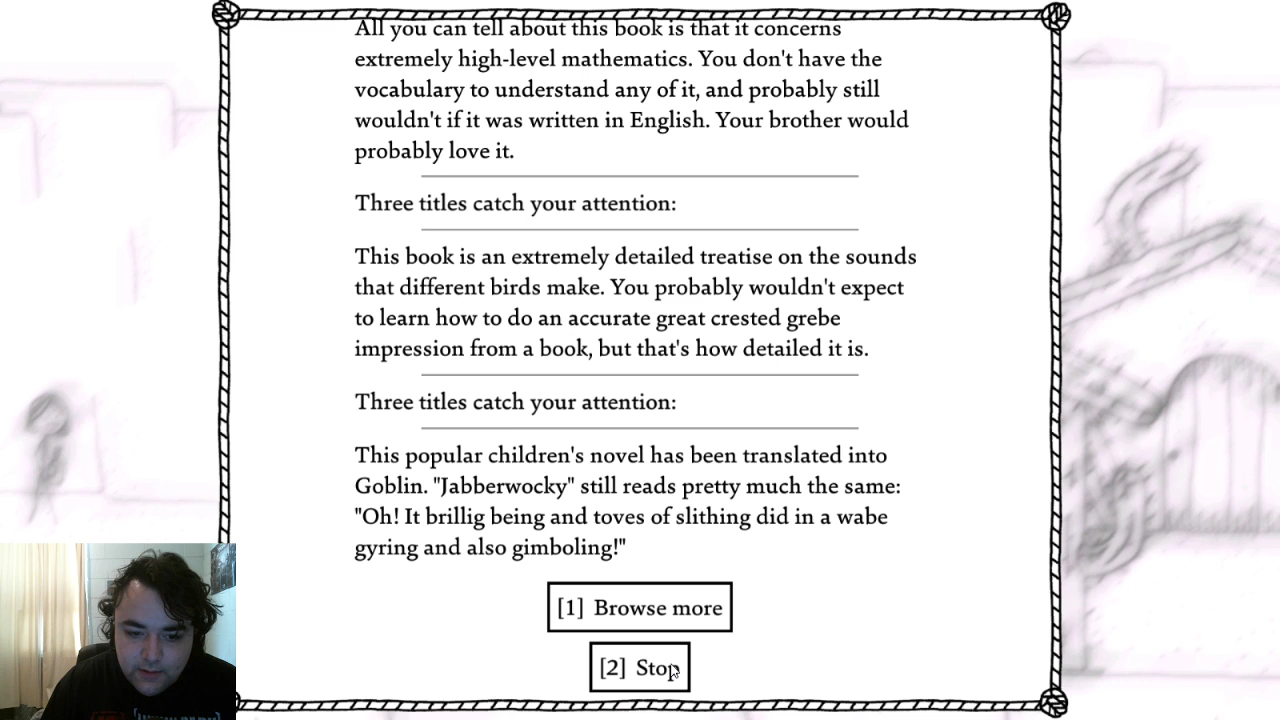 All you can tell about this book is that it concerns
extremely high-level mathematics. You don't have the
vocabulary to understand any of it, and probably still
wouldn't if it was written in English. Your brother would
probably love it.
Three titles catch your attention:
This book is an extremely detailed treatise on the sounds
that different birds make. You probably wouldn't expect
to learn how to do an accurate great crested grebe
impression from a book, but that's how detailed it is.
Three titles catch your attention:
This popular children's novel has been translated into
Goblin. "Jabberwocky" still reads pretty much the same:
"Oh! It brillig being and toves of slithing did in a wabe
gyring and also gimboling!"
[1] Browse more
[2] Stop